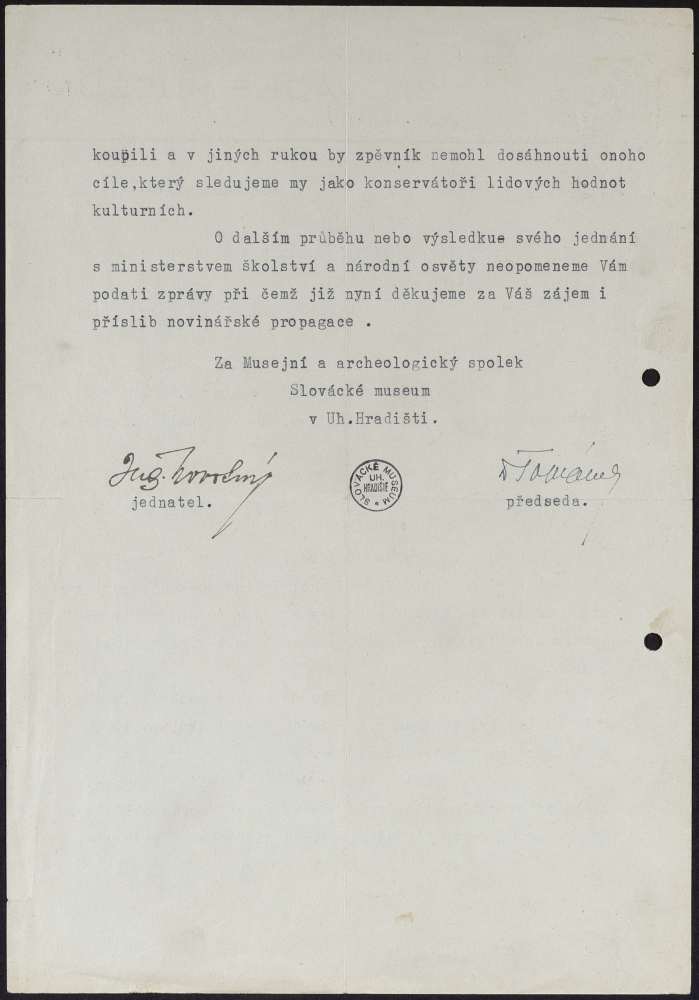 koupili a v jiných rukou by zpěvník nemohl dosáhnouti onoho
cíle,který sledujeme my jako konservátoři lidových hodnot
kulturních.
O dalším průběhu nebo výsledkue svého jednání
s ministerstvem školství a národní osvěty neopomeneme Vám
podati zprávy při čemž již nyní děkujeme za Váš zájem i
příslib novinářské propagace .
Za Musejní a archeologický spolek
Slovácké museum
v Uh.Hradišti.
Ing.
SLOVÁCKÉ MUSEUM
UH.
HRADIŠTĚ
jednatel.
předseda.